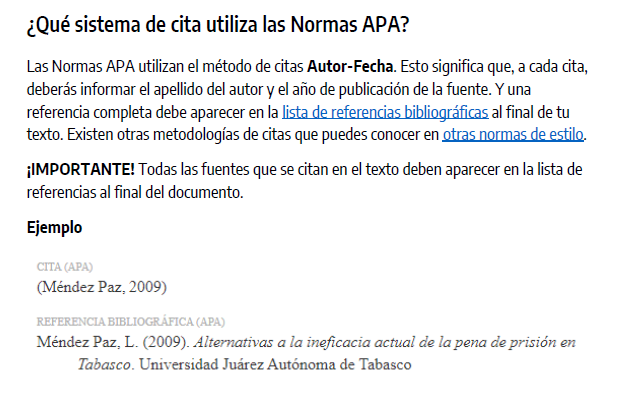 ¿Qué sistema de cita utiliza las Normas APA?
Las Normas APA utilizan el método de citas Autor-Fecha. Esto significa que, a cada cita,
deberás informar el apellido del autor y el año de publicación de la fuente. Y una
referencia completa debe aparecer en la lista de referencias bibliográficas al final de tu
texto. Existen otras metodologías de citas que puedes conocer en otras normas de estilo.
¡IMPORTANTE! Todas las fuentes que se citan en el texto deben aparecer en la lista de
referencias al final del documento.
Ejemplo
CITA (APA)
(Méndez Paz, 2009)
REFERENCIA BIBLIOGRÁFICA (APA)
Méndez Paz, L. (2009). Alternativas a la ineficacia actual de la pena de prisión en
Tabasco. Universidad Juárez Autónoma de Tabasco